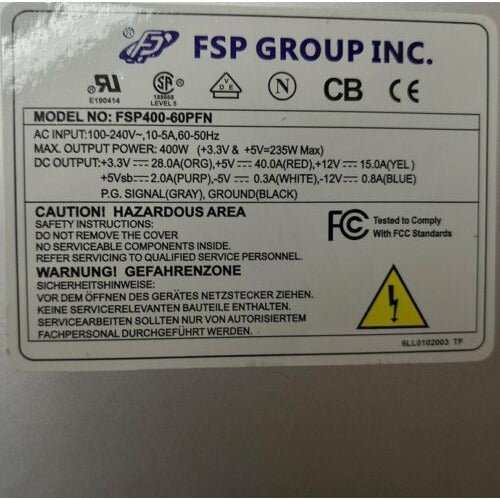 FSP GROUP INC.
E190414
189968
LEVEL 5
N
CB
CE
MODEL NO: FSP400-60PFN
AC INPUT:100-240V~,10-5A,60-50Hz
MAX. OUTPUT POWER: 400W (+3.3V & +5V=235W Max)
DC OUTPUT:+3.3V⎓28.0A(ORG),+5V⎓40.0A(RED),+12V⎓15.0A(YEL)
+5Vsb⎓2.0A(PURP),-5V⎓0.3A(WHITE),-12V⎓0.8A(BLUE)
P.G. SIGNAL(GRAY), GROUND(BLACK)
CAUTION! HAZARDOUS AREA
SAFETY INSTRUCTIONS:
DO NOT REMOVE THE COVER
NO SERVICEABLE COMPONENTS INSIDE.
REFER SERVICING TO QUALIFIED SERVICE PERSONNEL.
FC Tested to Comply
With FCC Standards
WARNUNG! GEFAHRENZONE
SICHERHEITSHINWEISE:
VOR DEM ÖFFNEN DES GERÄTES NETZSTECKER ZIEHEN.
KEINE SERVICERELEVANTEN BAUTEILE ENTHALTEN.
SERVICEARBEITEN SOLLTEN NUR VON AUTORISIERTEM
FACHPERSONAL DURCHGEFÜHRT WERDEN.
6LL0102003 TF